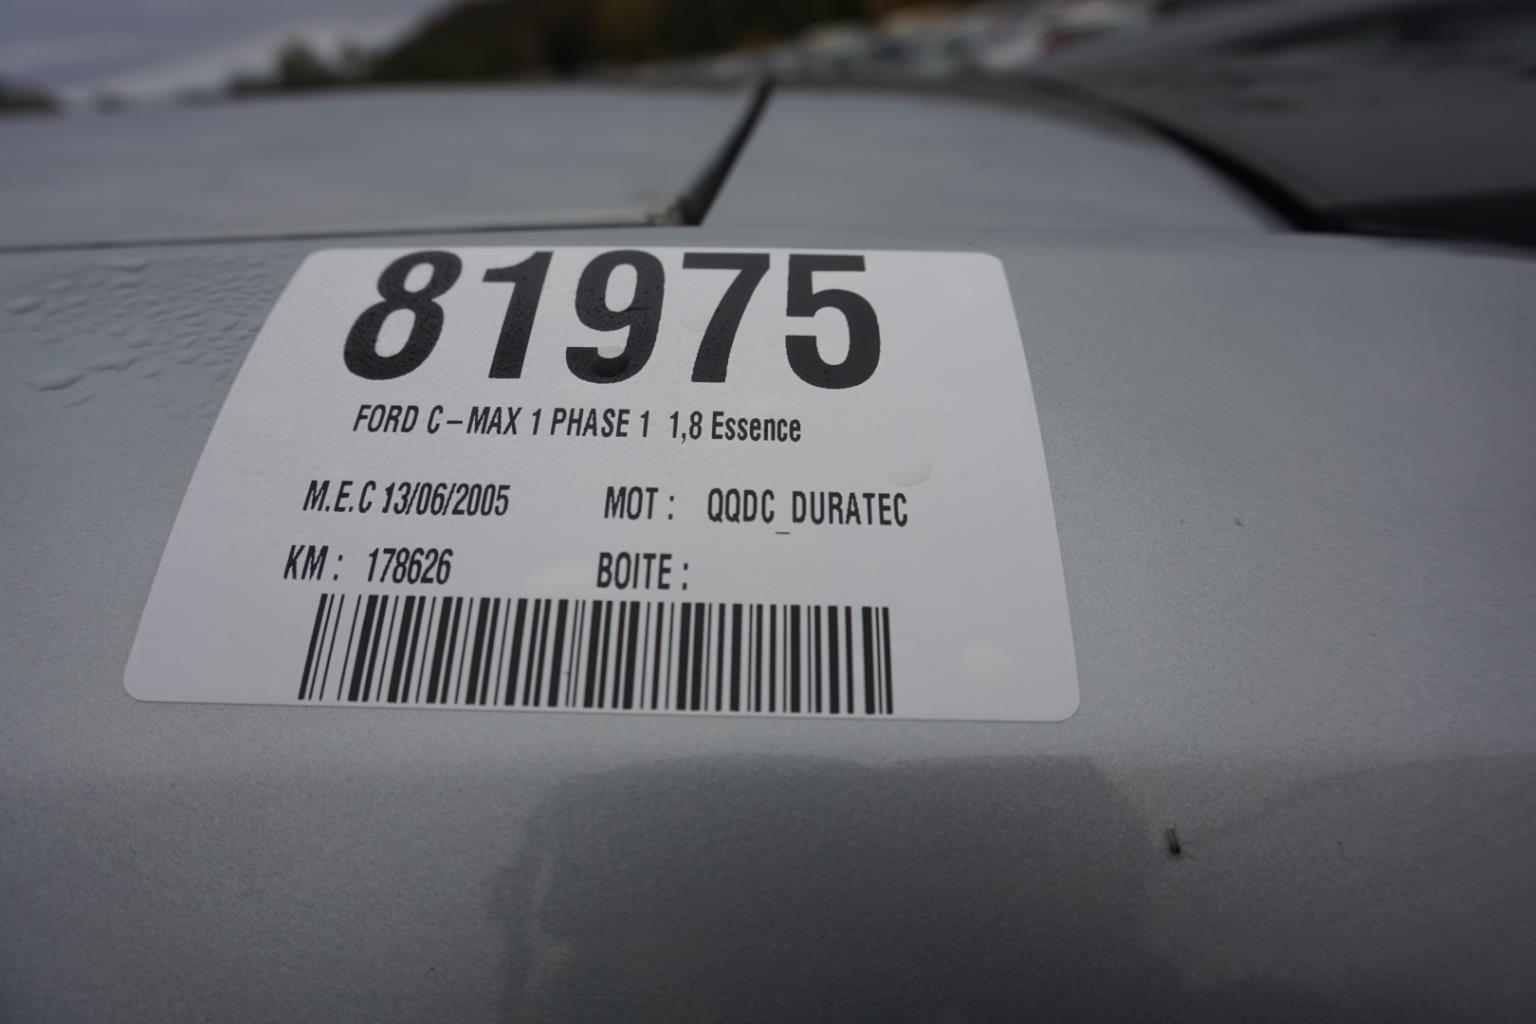 81975
FORD C-MAX 1 PHASE 1 1,8 Essence
M.E.C 13/06/2005 MOT : QQDC_DURATEC
KM : 178626 BOITE :